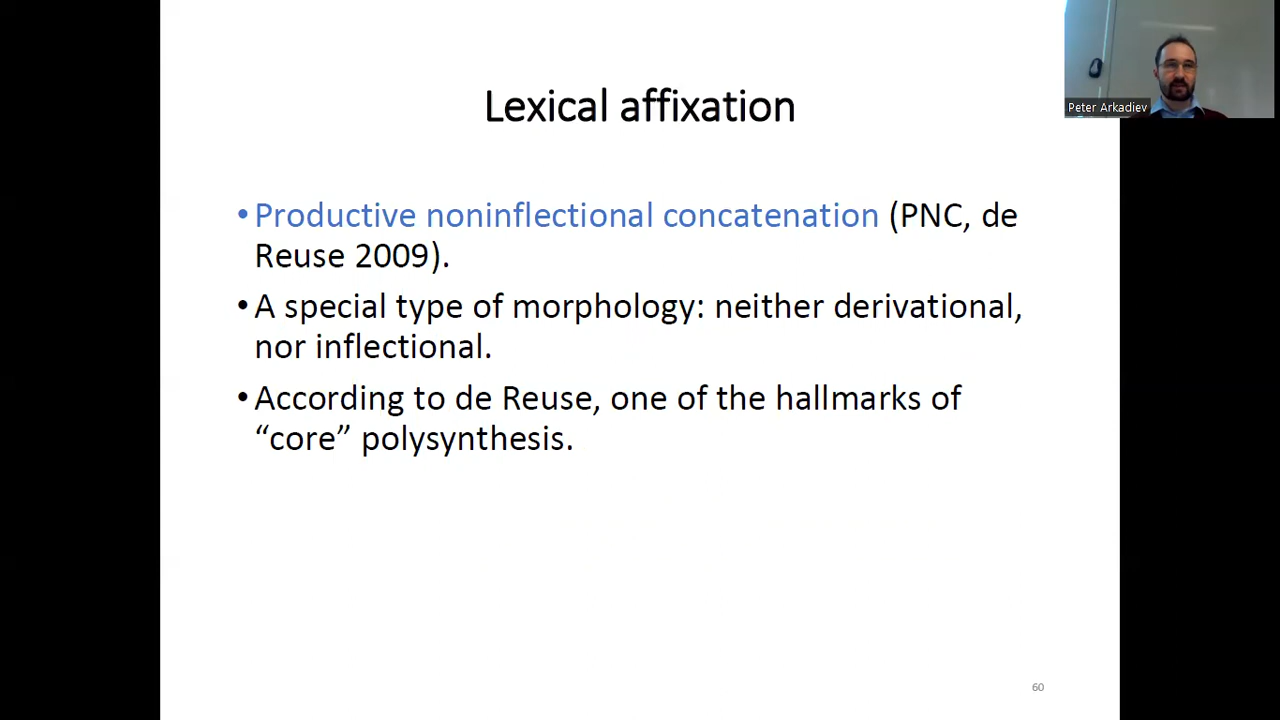 Lexical affixation
Peter Arkadiev
• Productive noninflectional concatenation (PNC, de
Reuse 2009).
• A special type of morphology: neither derivational,
nor inflectional.
• According to de Reuse, one of the hallmarks of
“core” polysynthesis.
60